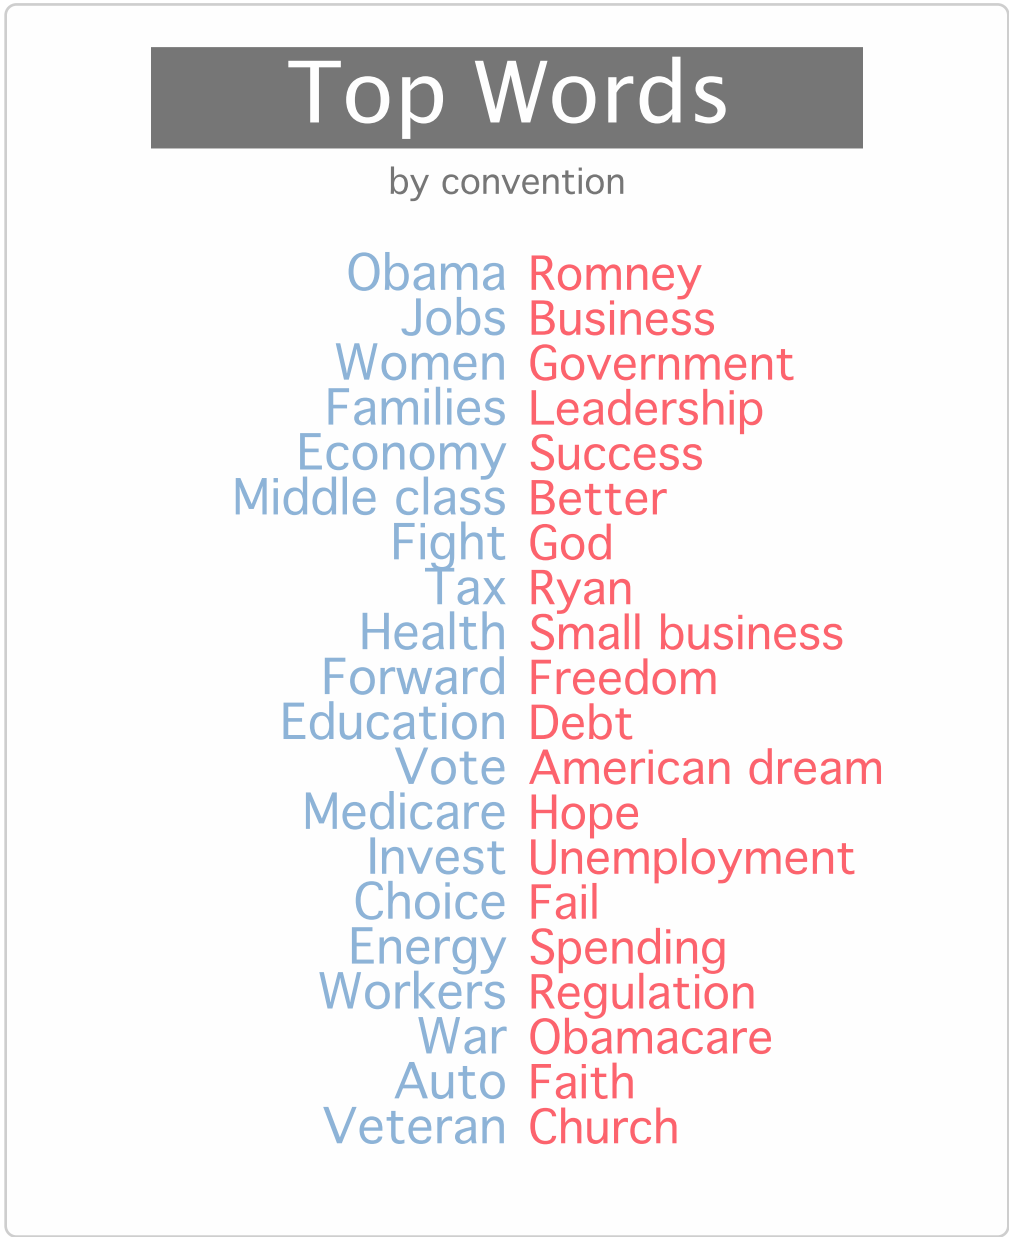 Top Words
by convention
Obama Romney
Jobs Business
Women Government
Families Leadership
Economy Success
Middle class Better
Fight God
Tax Ryan
Health Small business
Forward Freedom
Education Debt
Vote American dream
Medicare Hope
Invest Unemployment
Choice Fail
Energy Spending
Workers Regulation
War Obamacare
Auto Faith
Veteran Church